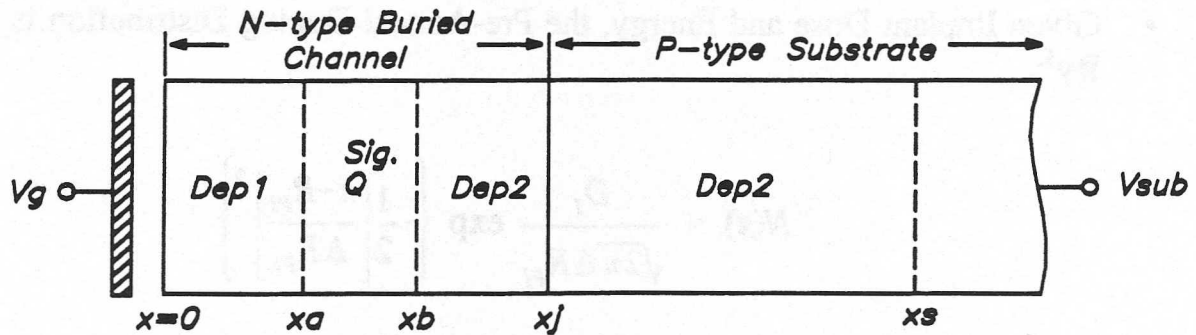 N-type Buried
Channel
P-type Substrate
Vg
Dep1
Sig.
Q
Dep2
Dep2
Vsub
x=0
xa
xb
xj
xs